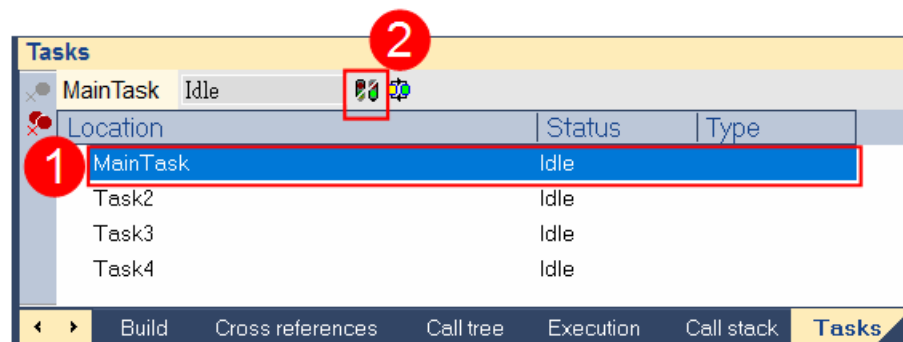 Tasks
2
MainTask Idle
Location Status Type
1
MainTask Idle
Task2 Idle
Task3 Idle
Task4 Idle
Build Cross references Call tree Execution Call stack Tasks